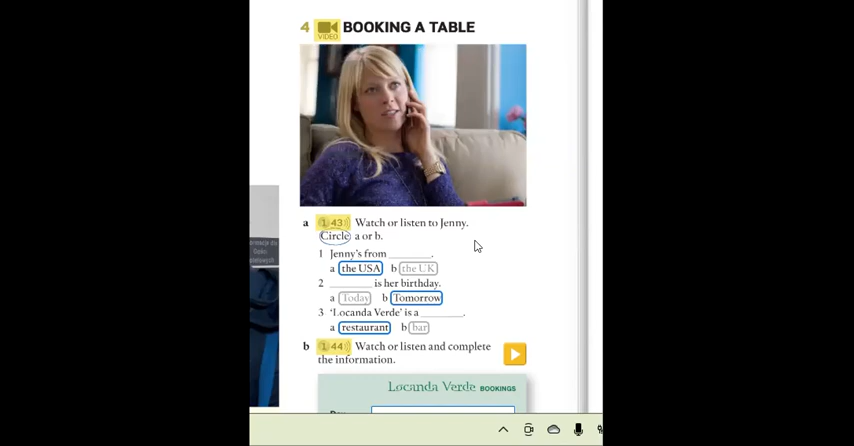 4 VIDEO BOOKING A TABLE
a 1 43 Watch or listen to Jenny.
Circle a or b.
1 Jenny's from ________.
a the USA b the UK
2 ________ is her birthday.
a Today b Tomorrow
3 'Locanda Verde' is a ________.
a restaurant b bar
b 1 44 Watch or listen and complete
the information.
Locanda Verde BOOKINGS